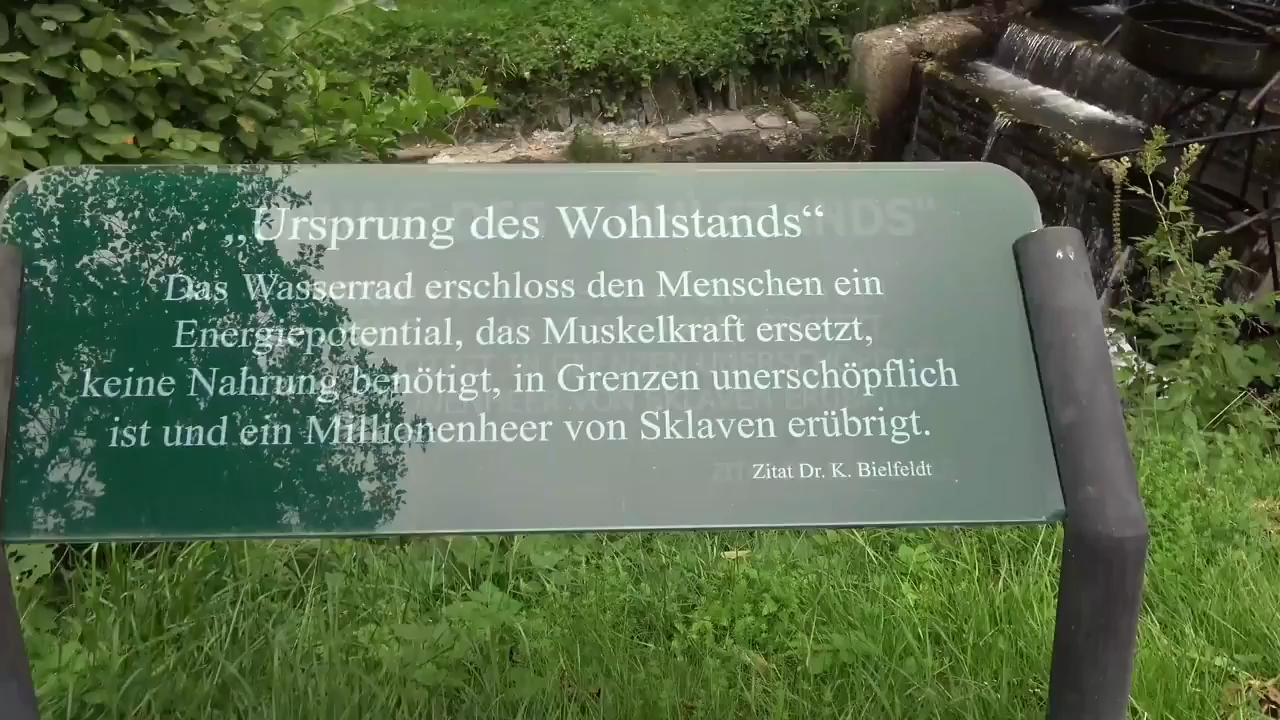 „Ursprung des Wohlstands“
Das Wasserrad erschloss den Menschen ein
Energiepotential, das Muskelkraft ersetzt,
keine Nahrung benötigt, in Grenzen unerschöpflich
ist und ein Millionenheer von Sklaven erübrigt.
Zitat Dr. K. Bielfeldt